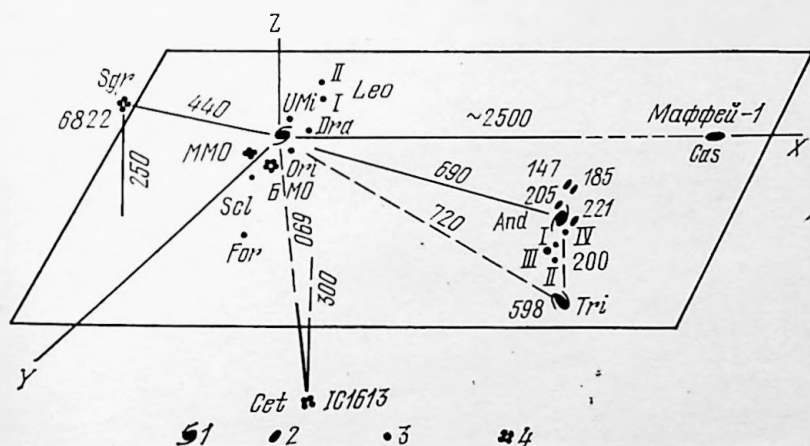 Z
Sgr
6822
440
250
UMi
II
I
Leo
Dra
~2500
Маффей-1
Cas
X
ММО
Ori
БМО
Scl
For
690
720
147
185
205
221
And
I
IV
III
II
200
598
Tri
690
300
Y
Cet
IC1613
1
2
3
4